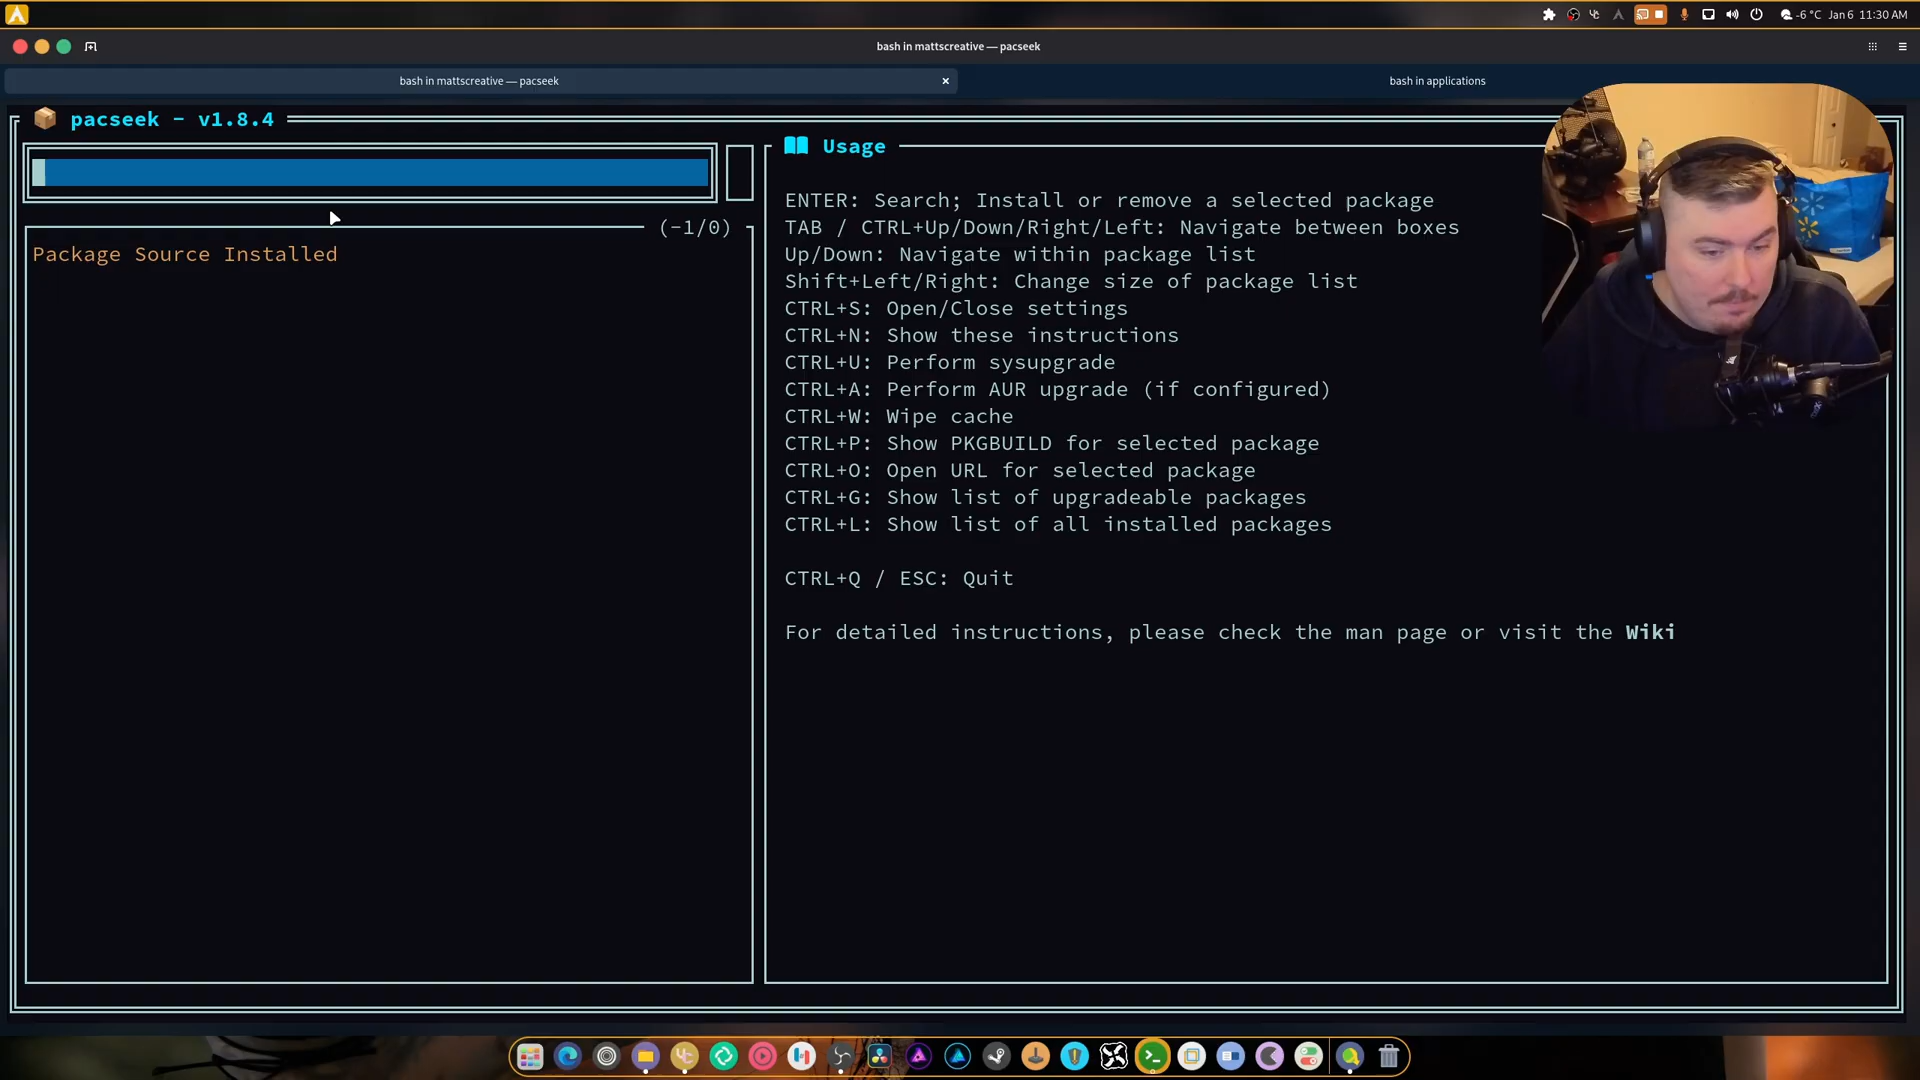 -6 °C Jan 6 11:30 AM
bash in mattscreative — pacseek
bash in mattscreative — pacseek
bash in applications
pacseek - v1.8.4
(-1/0)
Package Source Installed
Usage
ENTER: Search; Install or remove a selected package
TAB / CTRL+Up/Down/Right/Left: Navigate between boxes
Up/Down: Navigate within package list
Shift+Left/Right: Change size of package list
CTRL+S: Open/Close settings
CTRL+N: Show these instructions
CTRL+U: Perform sysupgrade
CTRL+A: Perform AUR upgrade (if configured)
CTRL+W: Wipe cache
CTRL+P: Show PKGBUILD for selected package
CTRL+O: Open URL for selected package
CTRL+G: Show list of upgradeable packages
CTRL+L: Show list of all installed packages
CTRL+Q / ESC: Quit
For detailed instructions, please check the man page or visit the Wiki